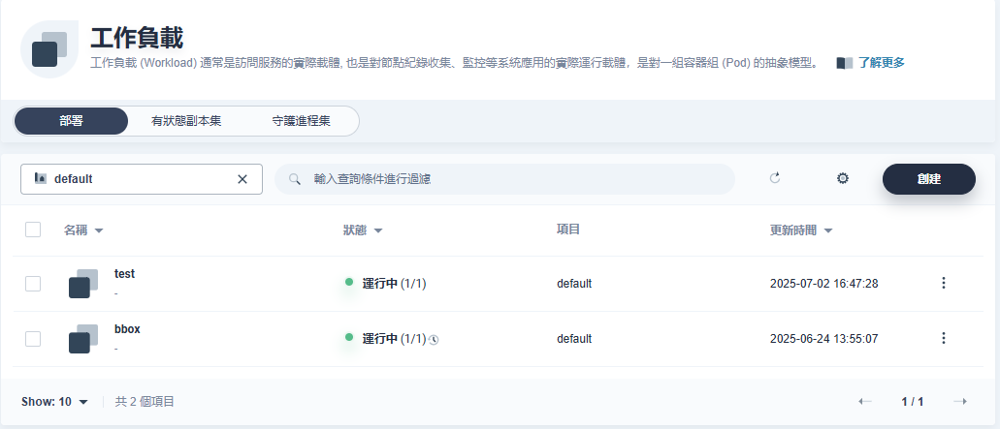 工作負載
工作負載 (Workload) 通常是訪問服務的實際載體, 也是對節點紀錄收集、監控等系統應用的實際運行載體，是對一組容器組 (Pod) 的抽象模型。 了解更多
部署 有狀態副本集 守護進程集
default 輸入查詢條件進行過濾 創建
名稱 狀態 項目 更新時間
test
- 運行中 (1/1) default 2025-07-02 16:47:28
bbox
- 運行中 (1/1) default 2025-06-24 13:55:07
Show: 10 共 2 個項目 1 / 1